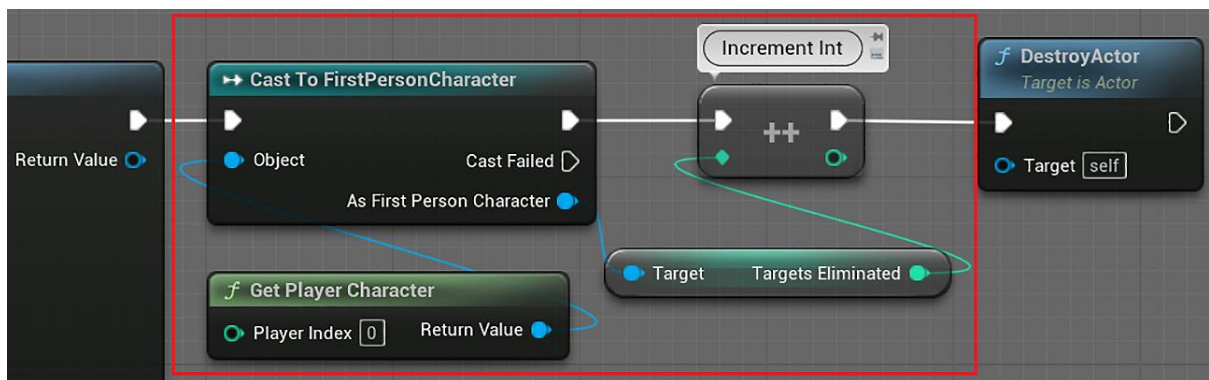 Increment Int
Cast To FirstPersonCharacter
ƒ DestroyActor
Target is Actor
++
Return Value
Object
Cast Failed
Target self
As First Person Character
Target Targets Eliminated
ƒ Get Player Character
Player Index 0 Return Value